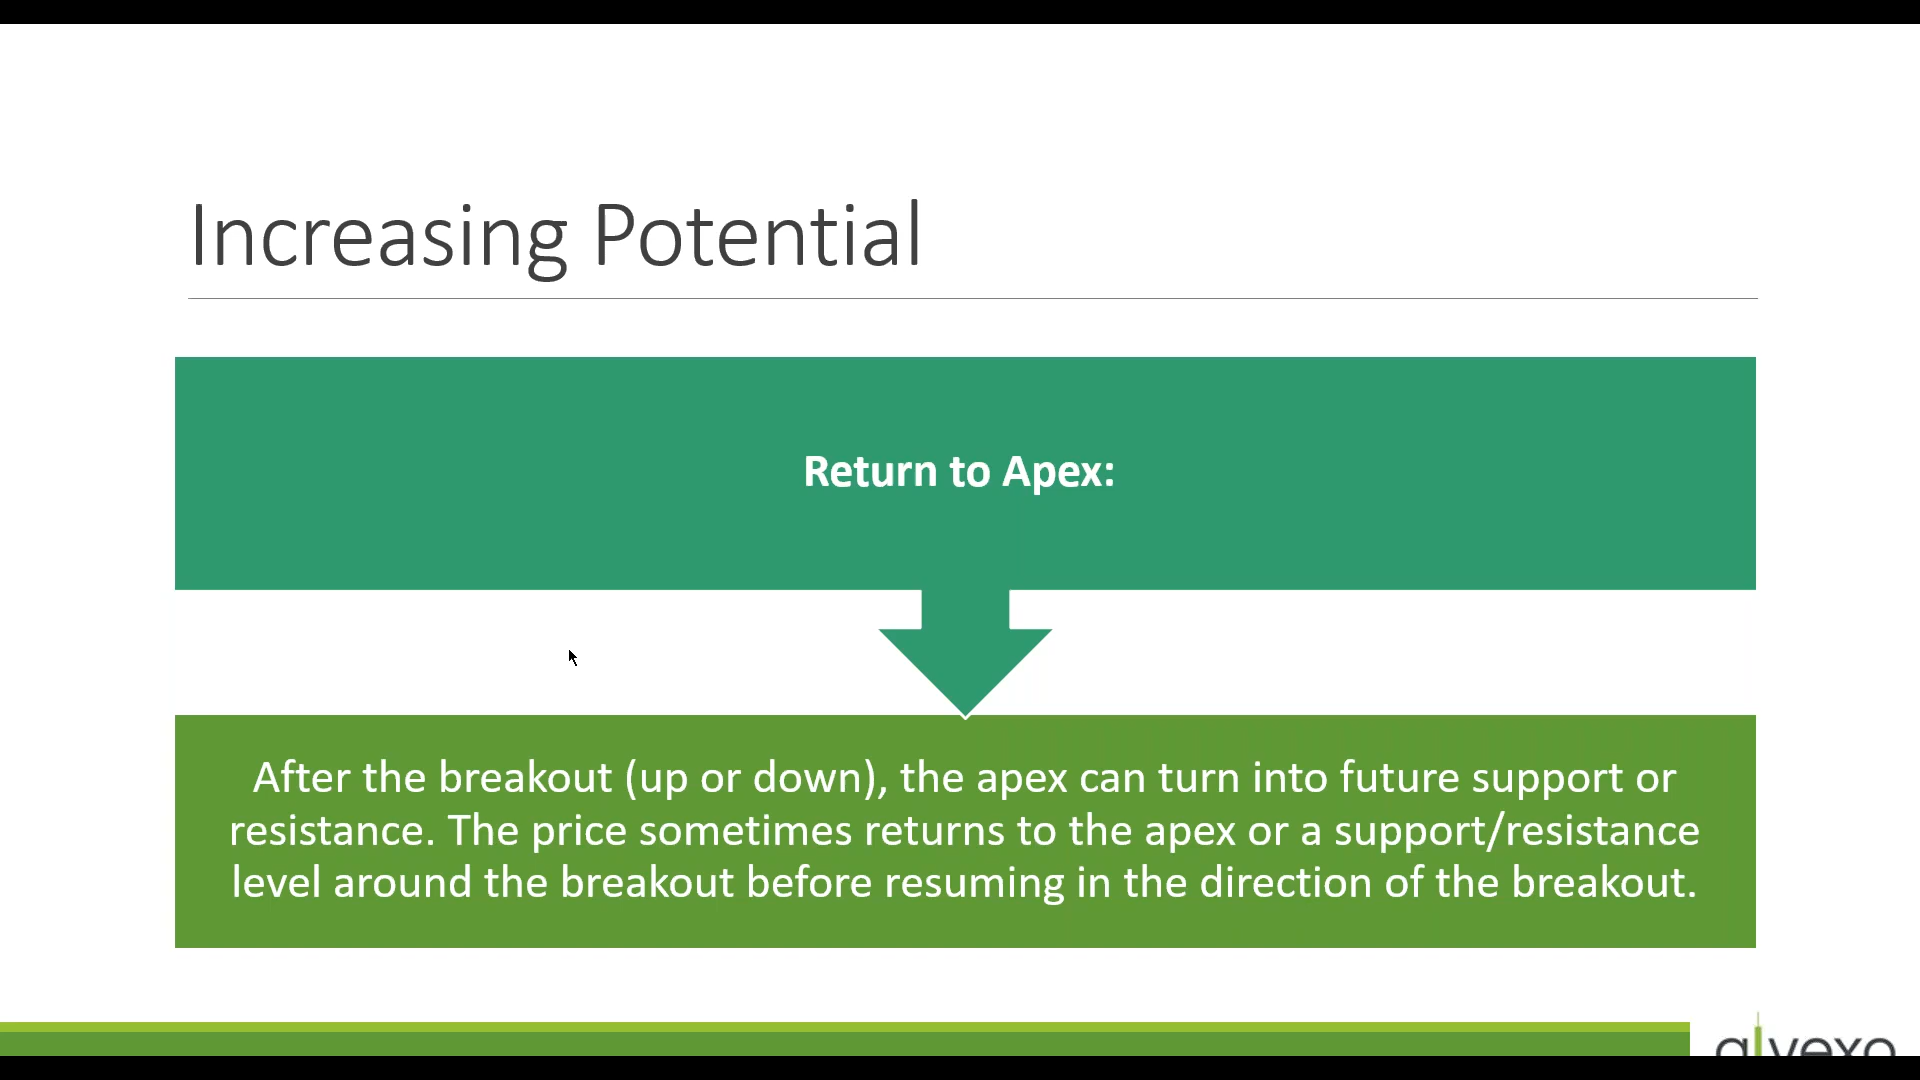 Increasing Potential
Return to Apex:
After the breakout (up or down), the apex can turn into future support or
resistance. The price sometimes returns to the apex or a support/resistance
level around the breakout before resuming in the direction of the breakout.
alvexo